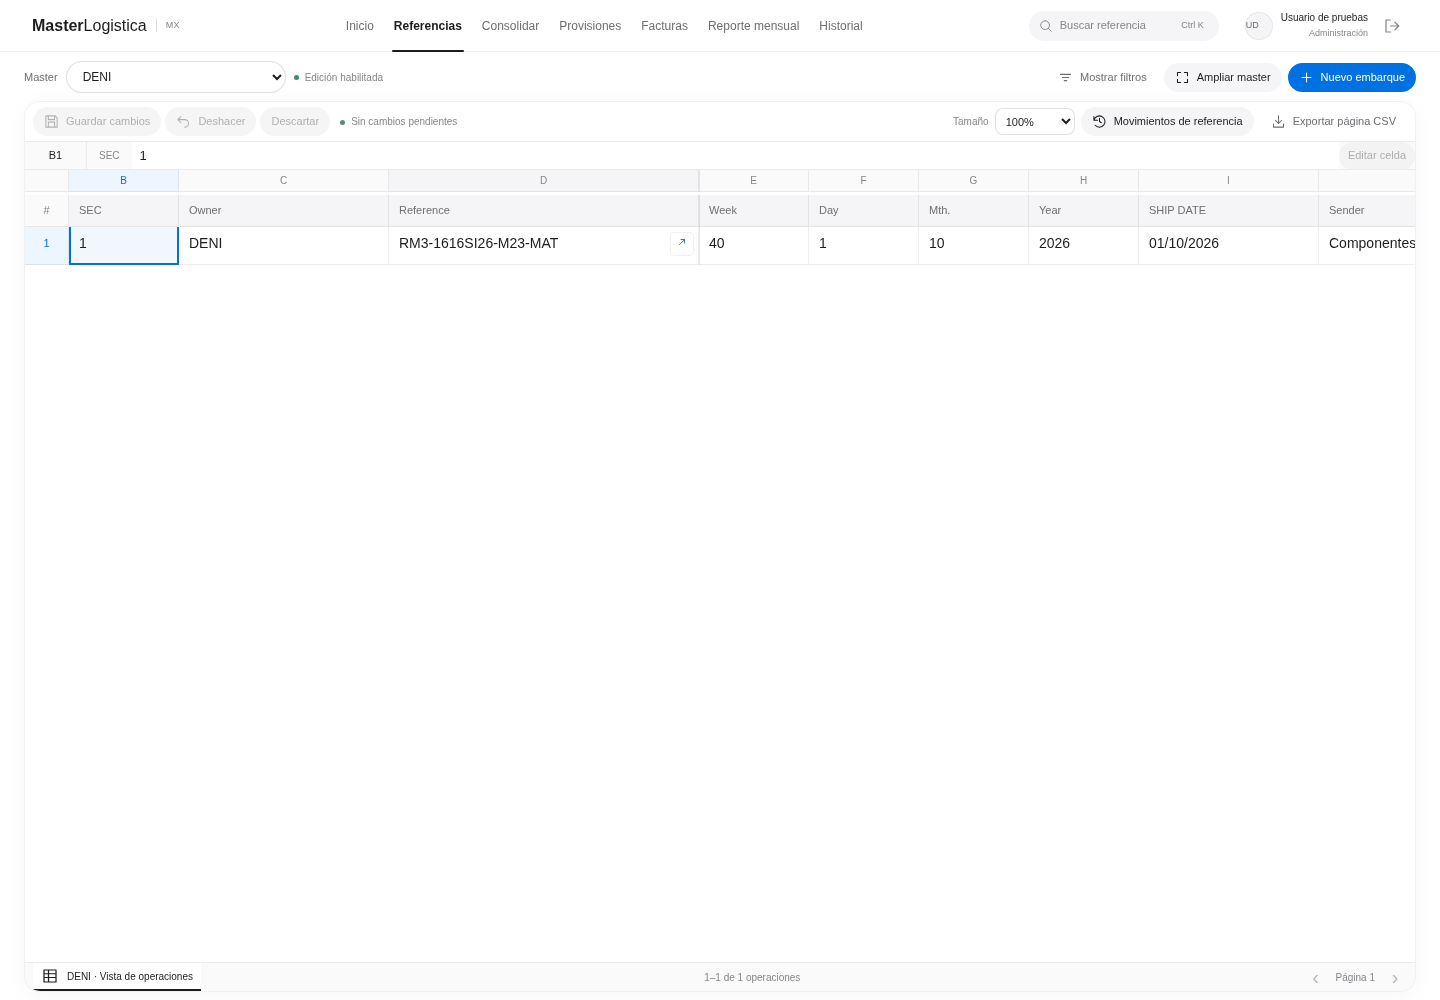 MasterLogistica MX
Inicio Referencias Consolidar Provisiones Facturas Reporte mensual Historial
Buscar referencia Ctrl K
UD
Usuario de pruebas
Administración
Master DENI Edición habilitada
Mostrar filtros Ampliar master Nuevo embarque
Guardar cambios Deshacer Descartar Sin cambios pendientes
Tamaño 100% Movimientos de referencia Exportar página CSV
B1 SEC 1 Editar celda
B C D E F G H I
# SEC Owner Reference Week Day Mth. Year SHIP DATE Sender
1 1 DENI RM3-1616SI26-M23-MAT 40 1 10 2026 01/10/2026 Componentes
DENI · Vista de operaciones 1–1 de 1 operaciones ‹ Página 1 ›